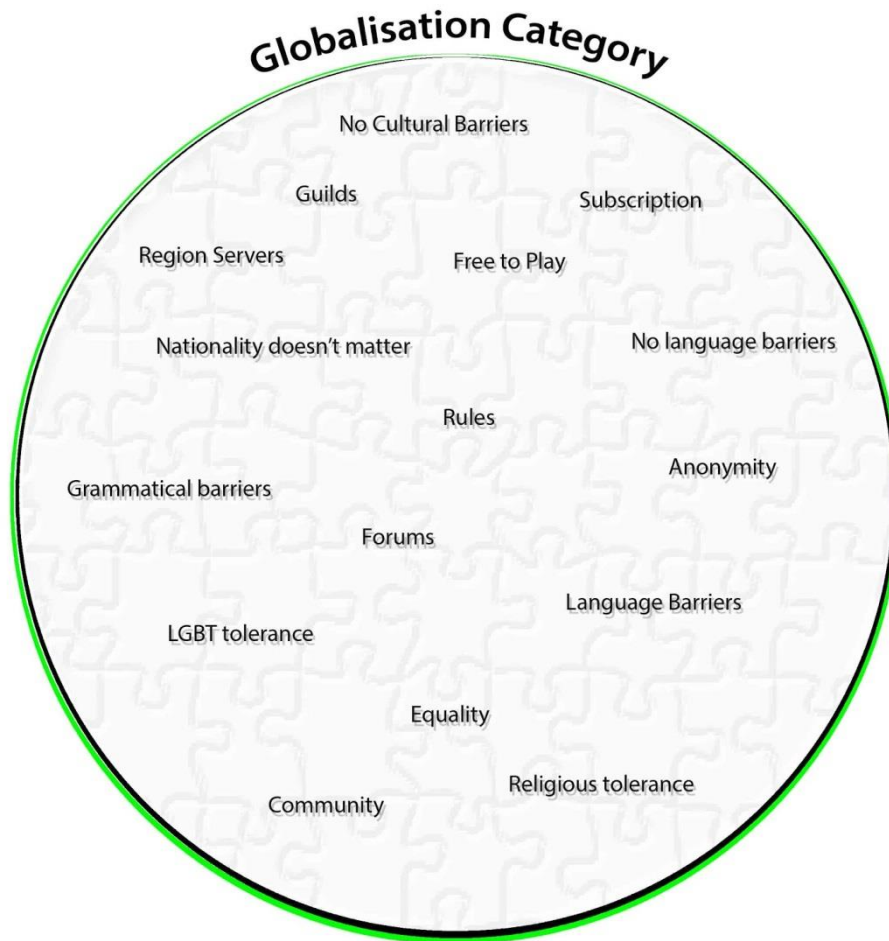 Globalisation Category
No Cultural Barriers
Guilds
Subscription
Region Servers
Free to Play
Nationality doesn't matter
No language barriers
Rules
Anonymity
Grammatical barriers
Forums
Language Barriers
LGBT tolerance
Equality
Religious tolerance
Community